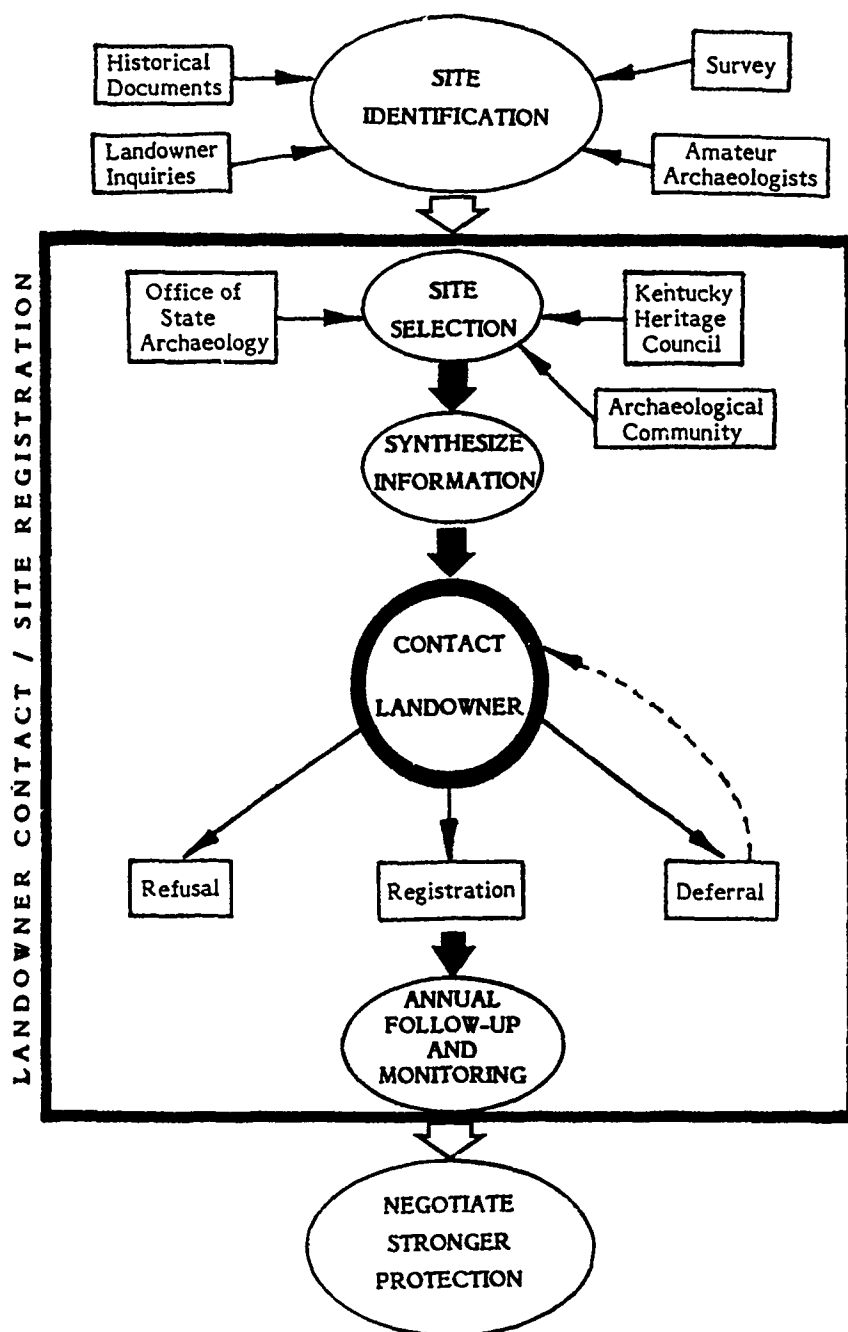 SITE
IDENTIFICATION
Historical
Documents
Survey
Landowner
Inquiries
Amateur
Archaeologists
LANDOWNER CONTACT / SITE REGISTRATION
SITE
SELECTION
Office of
State
Archaeology
Kentucky
Heritage
Council
Archaeological
Community
SYNTHESIZE
INFORMATION
CONTACT
LANDOWNER
Refusal
Registration
Deferral
ANNUAL
FOLLOW-UP
AND
MONITORING
NEGOTIATE
STRONGER
PROTECTION